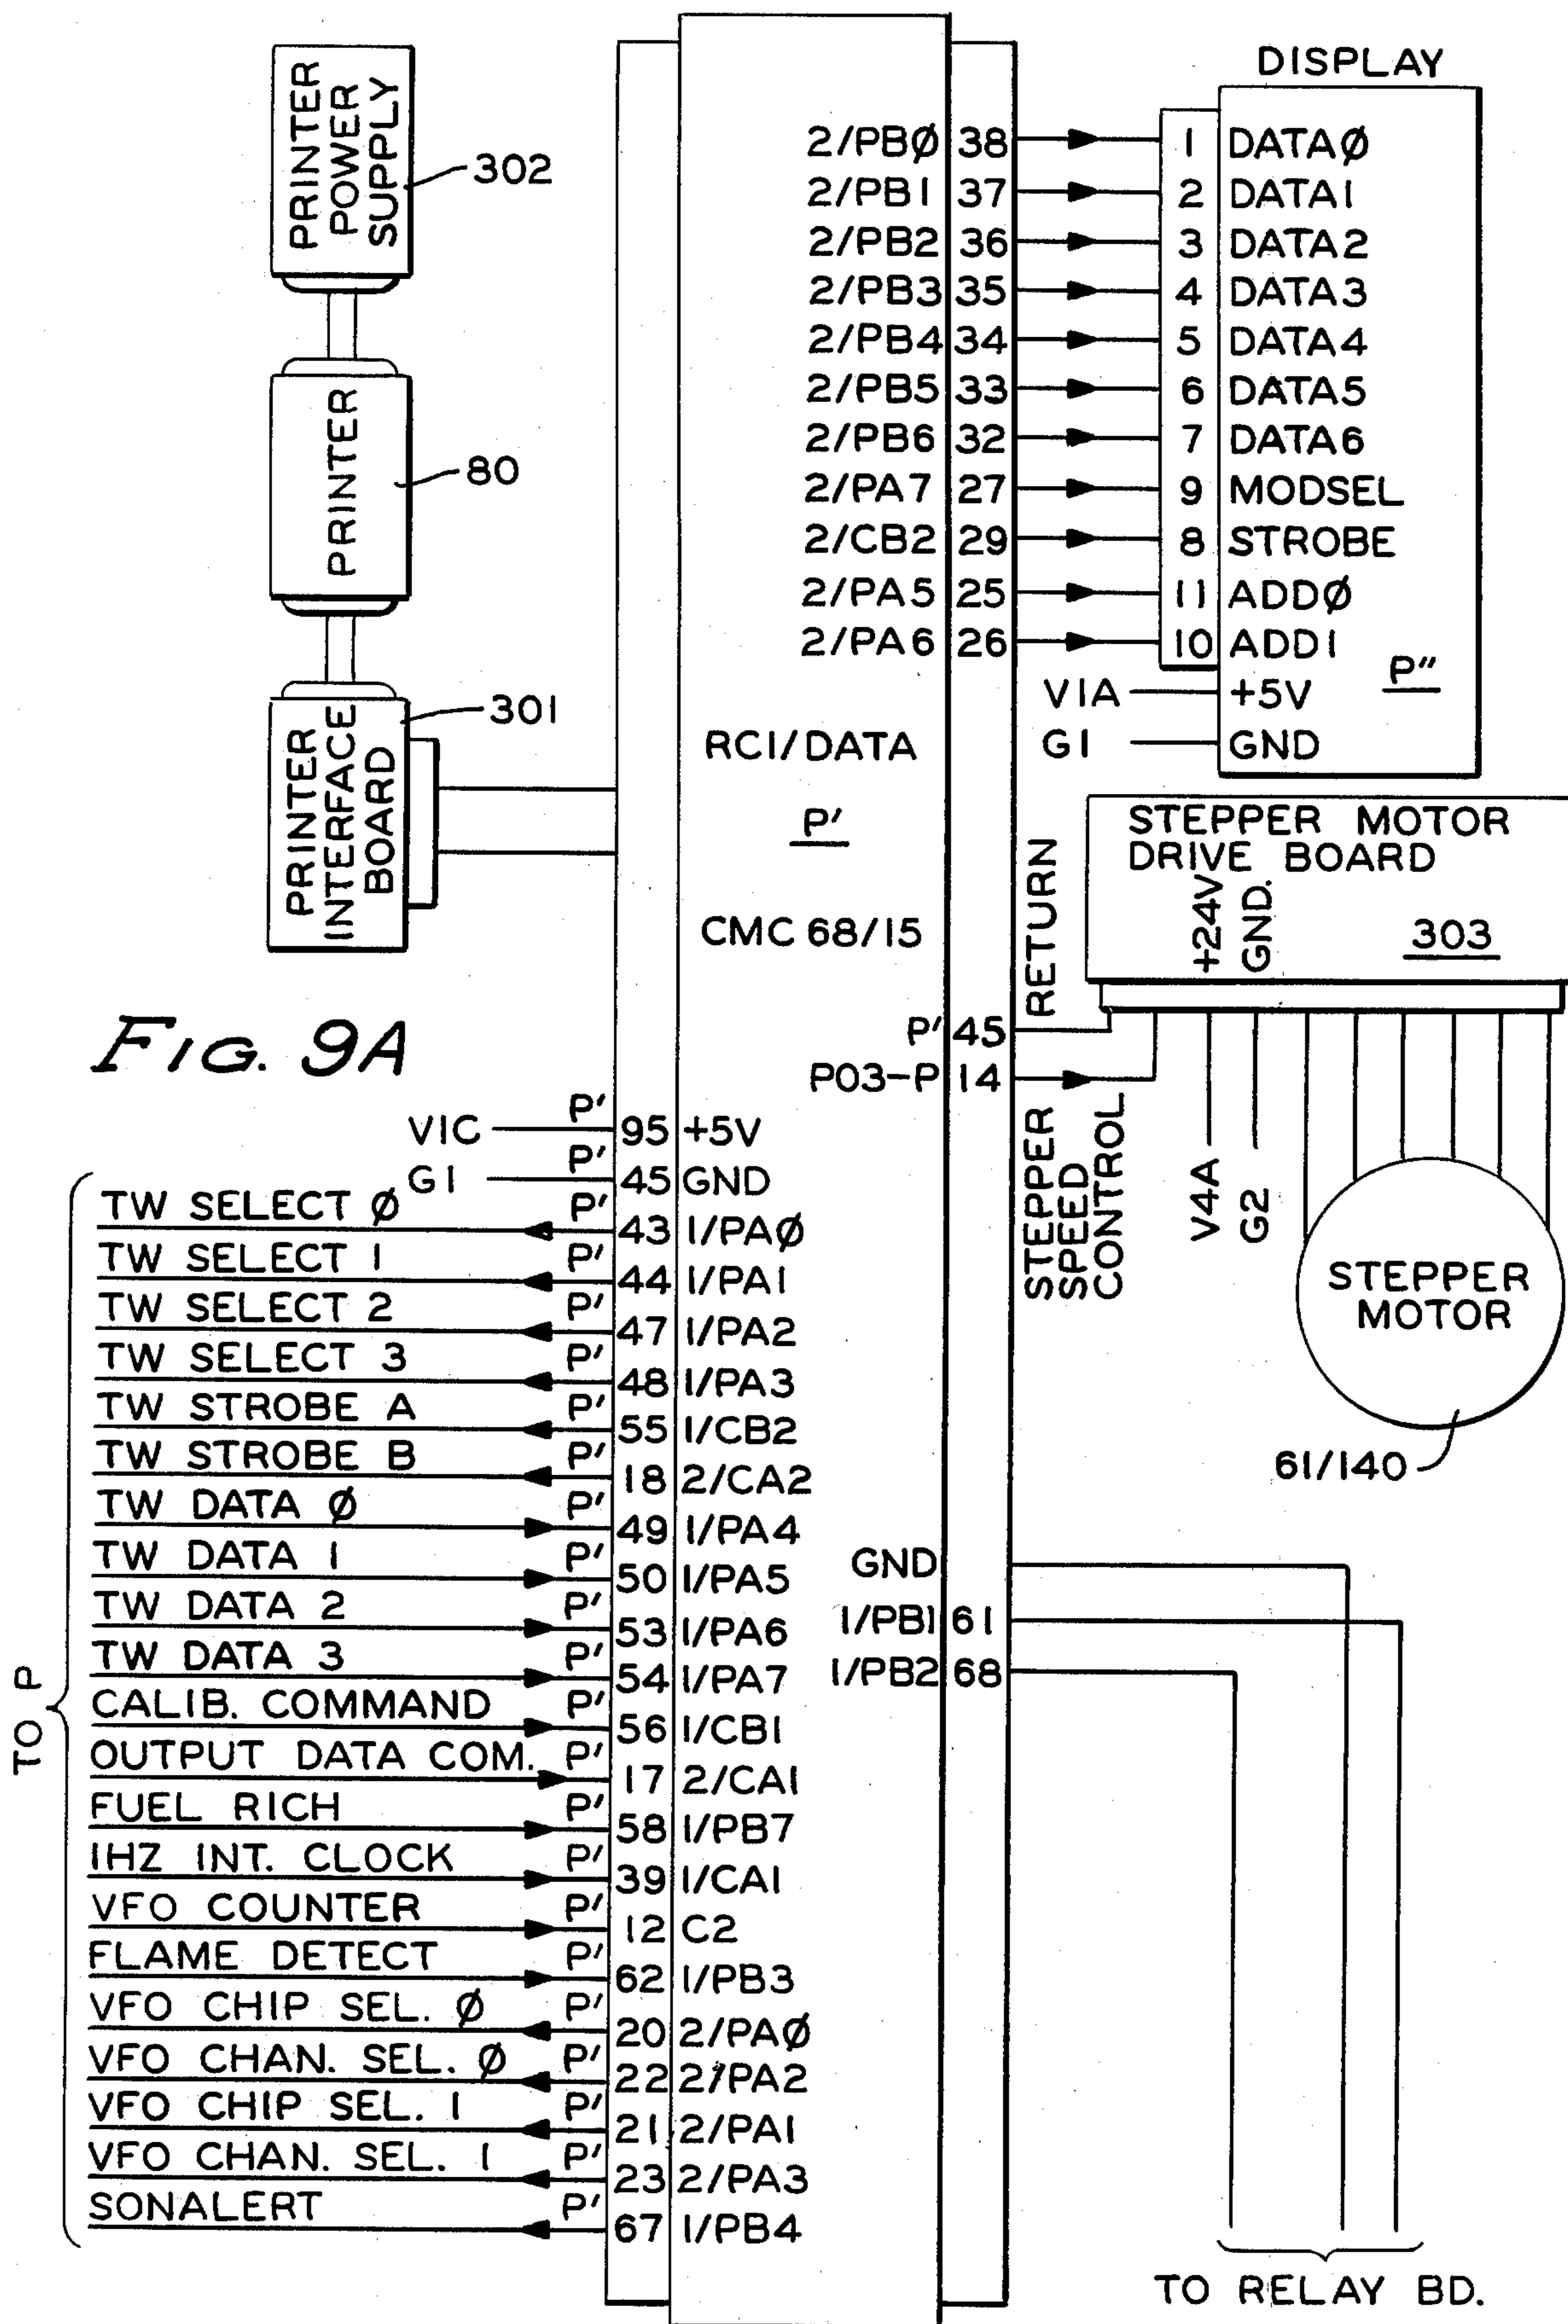 PRINTER
POWER
SUPPLY
302
PRINTER
80
PRINTER
INTERFACE
BOARD
301
FIG. 9A
DISPLAY
2/PBØ 38 1 DATAØ
2/PB1 37 2 DATA1
2/PB2 36 3 DATA2
2/PB3 35 4 DATA3
2/PB4 34 5 DATA4
2/PB5 33 6 DATA5
2/PB6 32 7 DATA6
2/PA7 27 9 MODSEL
2/CB2 29 8 STROBE
2/PA5 25 11 ADDØ
2/PA6 26 10 ADD1
P"
V1A +5V
G1 GND
RC1/DATA
P'
CMC 68/15
STEPPER MOTOR
DRIVE BOARD
+24V
GND.
303
RETURN
P' 45
P03-P 14
STEPPER
SPEED
CONTROL
V4A
G2
STEPPER
MOTOR
61/140
V1C P' 95 +5V
G1 P' 45 GND
TO P
TW SELECT Ø P' 43 1/PAØ
TW SELECT 1 P' 44 1/PA1
TW SELECT 2 P' 47 1/PA2
TW SELECT 3 P' 48 1/PA3
TW STROBE A P' 55 1/CB2
TW STROBE B P' 18 2/CA2
TW DATA Ø P' 49 1/PA4
TW DATA 1 P' 50 1/PA5
TW DATA 2 P' 53 1/PA6
TW DATA 3 P' 54 1/PA7
CALIB. COMMAND P' 56 1/CB1
OUTPUT DATA COM. P' 17 2/CA1
FUEL RICH P' 58 1/PB7
1HZ INT. CLOCK P' 39 1/CA1
VFO COUNTER P' 12 C2
FLAME DETECT P' 62 1/PB3
VFO CHIP SEL. Ø P' 20 2/PAØ
VFO CHAN. SEL. Ø P' 22 2/PA2
VFO CHIP SEL. 1 P' 21 2/PA1
VFO CHAN. SEL. 1 P' 23 2/PA3
SONALERT P' 67 1/PB4
GND
1/PB1 61
1/PB2 68
TO RELAY BD.